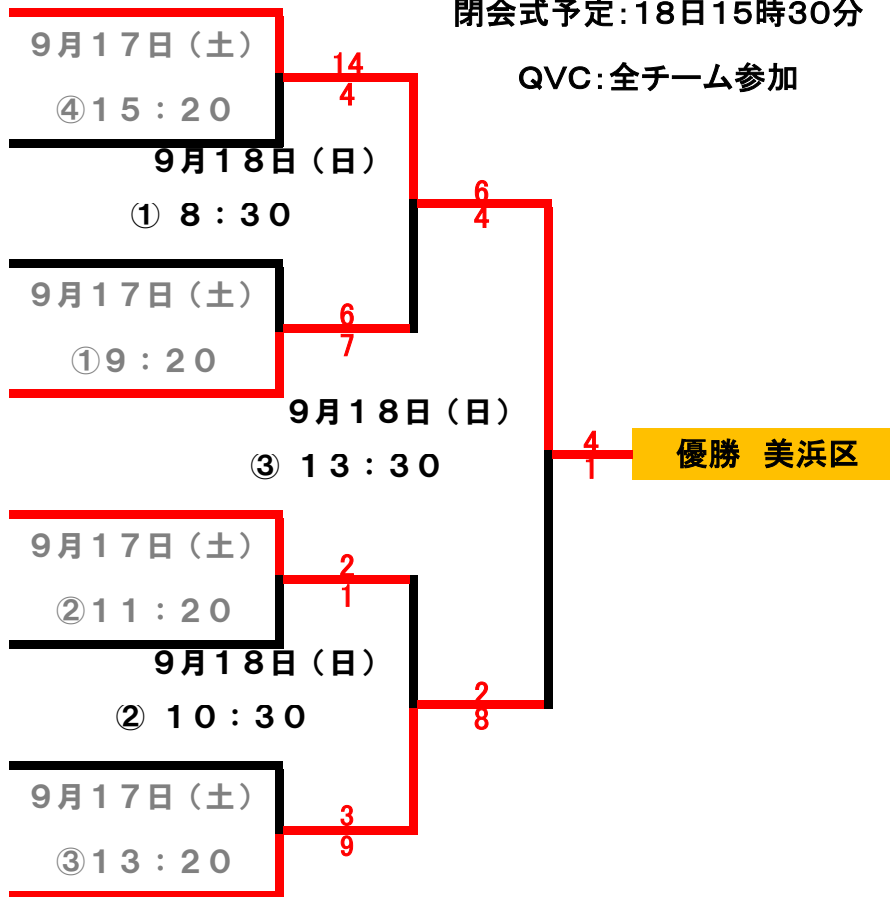 閉会式予定：18日15時30分
QVC：全チーム参加
９月１７日（土）
④１５：２０
14
4
９月１８日（日）
① ８：３０
6
4
９月１７日（土）
①９：２０
6
7
９月１８日（日）
③ １３：３０
4
1
優勝 美浜区
９月１７日（土）
②１１：２０
2
1
９月１８日（日）
② １０：３０
2
8
９月１７日（土）
③１３：２０
3
9